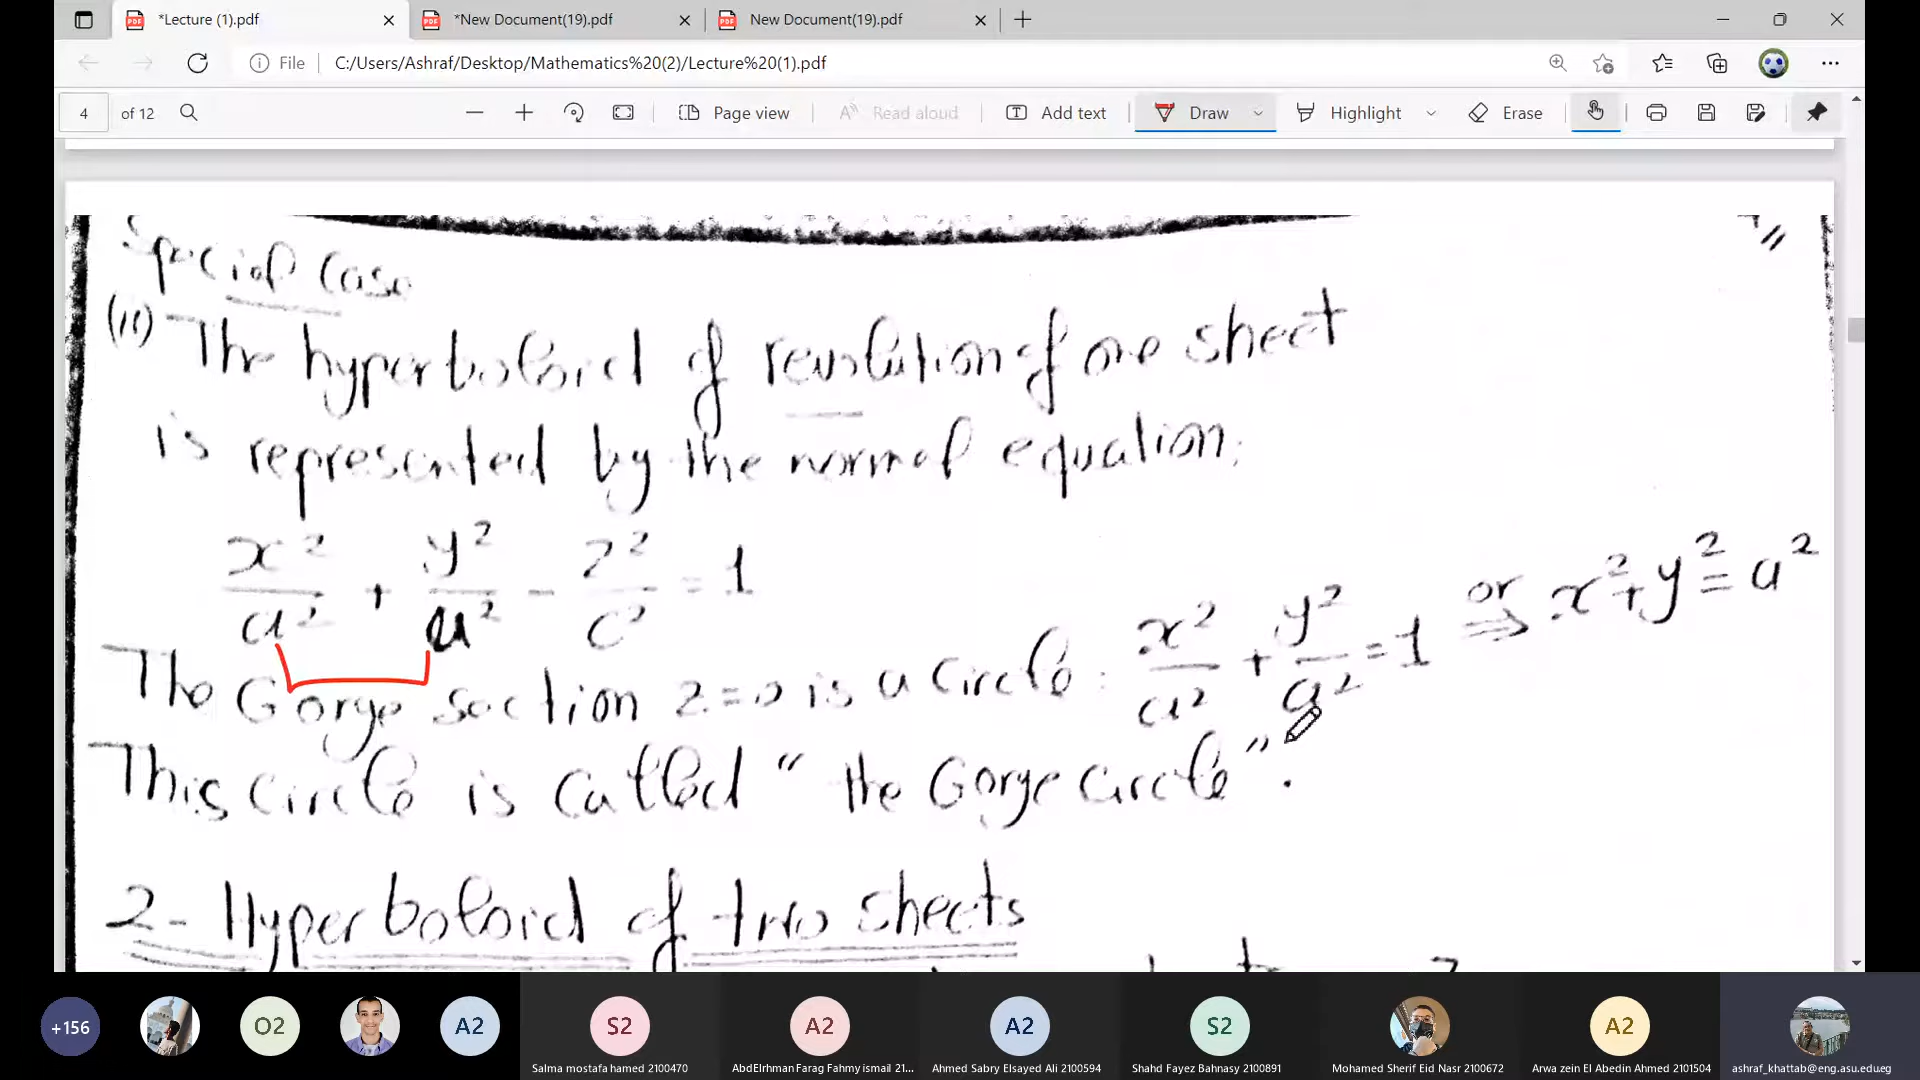 *Lecture (1).pdf
*New Document(19).pdf
New Document(19).pdf
File
C:/Users/Ashraf/Desktop/Mathematics%20(2)/Lecture%20(1).pdf
4 of 12
Page view
Read aloud
Add text
Draw
Highlight
Erase
Special Case
(ii) The hyperboloid of revolution of one sheet
is represented by the normal equation:
x²/a² + y²/a² - z²/c² = 1
The Gorge section z=0 is a circle: x²/a² + y²/a² = 1 or ⇒ x²+y²=a²
This circle is called "the Gorge circle".
2- Hyperboloid of two sheets
+156
O2
A2
S2
A2
A2
S2
A2
Salma mostafa hamed 2100470
AbdElrhman Farag Fahmy ismail 21...
Ahmed Sabry Elsayed Ali 2100594
Shahd Fayez Bahnasy 2100891
Mohamed Sherif Eid Nasr 2100672
Arwa zein El Abedin Ahmed 2101504
ashraf_khattab@eng.asu.edu.eg